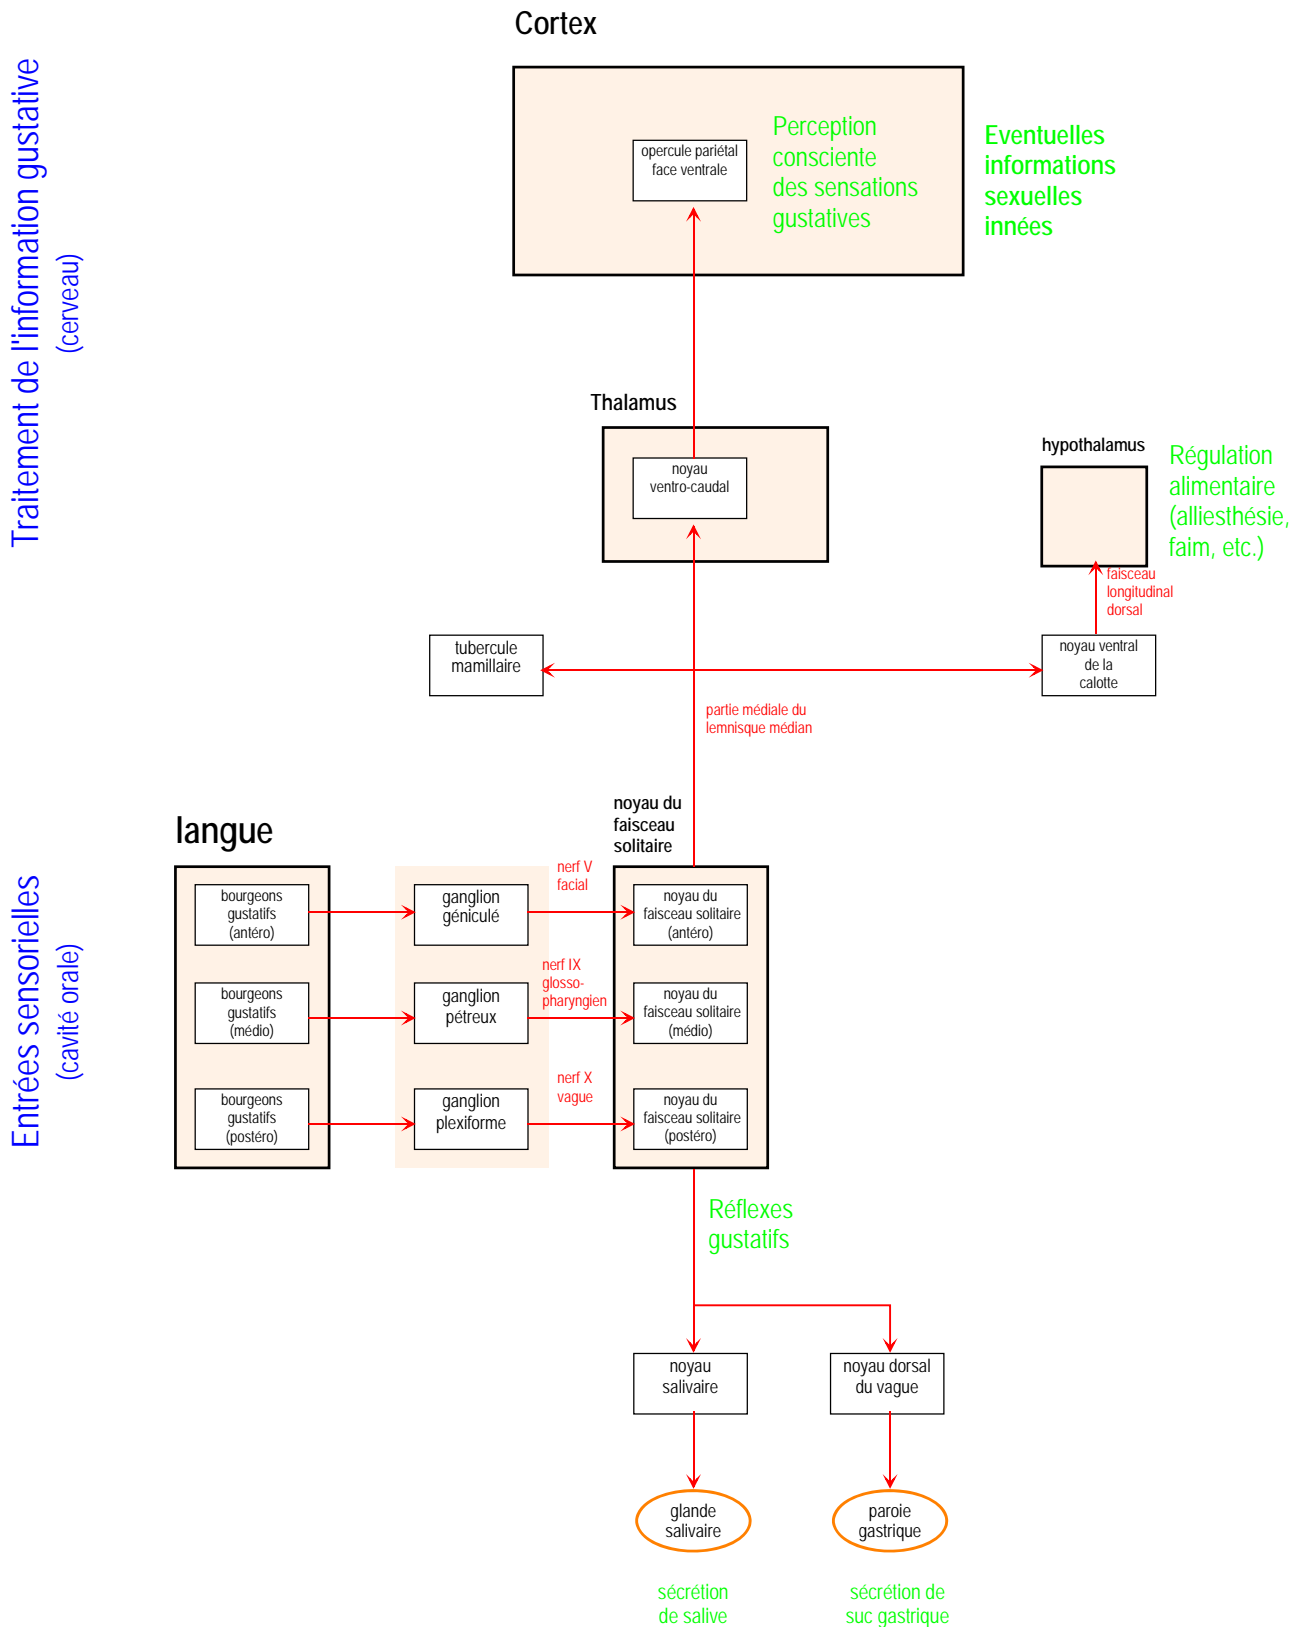 Cortex
Traitement de l'information gustative
(cerveau)
opercule pariétal
face ventrale
Perception
consciente
des sensations
gustatives
Eventuelles
informations
sexuelles
innées
Thalamus
noyau
ventro-caudal
hypothalamus
Régulation
alimentaire
(alliesthésie,
faim, etc.)
faisceau
longitudinal
dorsal
tubercule
mamillaire
noyau ventral
de la
calotte
partie médiale du
lemnisque médian
Entrées sensorielles
(cavité orale)
langue
noyau du
faisceau
solitaire
bourgeons
gustatifs
(antéro)
ganglion
géniculé
nerf V
facial
noyau du
faisceau solitaire
(antéro)
bourgeons
gustatifs
(médio)
ganglion
pétreux
nerf IX
glosso-
pharyngien
noyau du
faisceau solitaire
(médio)
bourgeons
gustatifs
(postéro)
ganglion
plexiforme
nerf X
vague
noyau du
faisceau solitaire
(postéro)
Réflexes
gustatifs
noyau
salivaire
noyau dorsal
du vague
glande
salivaire
paroie
gastrique
sécrétion
de salive
sécrétion de
suc gastrique